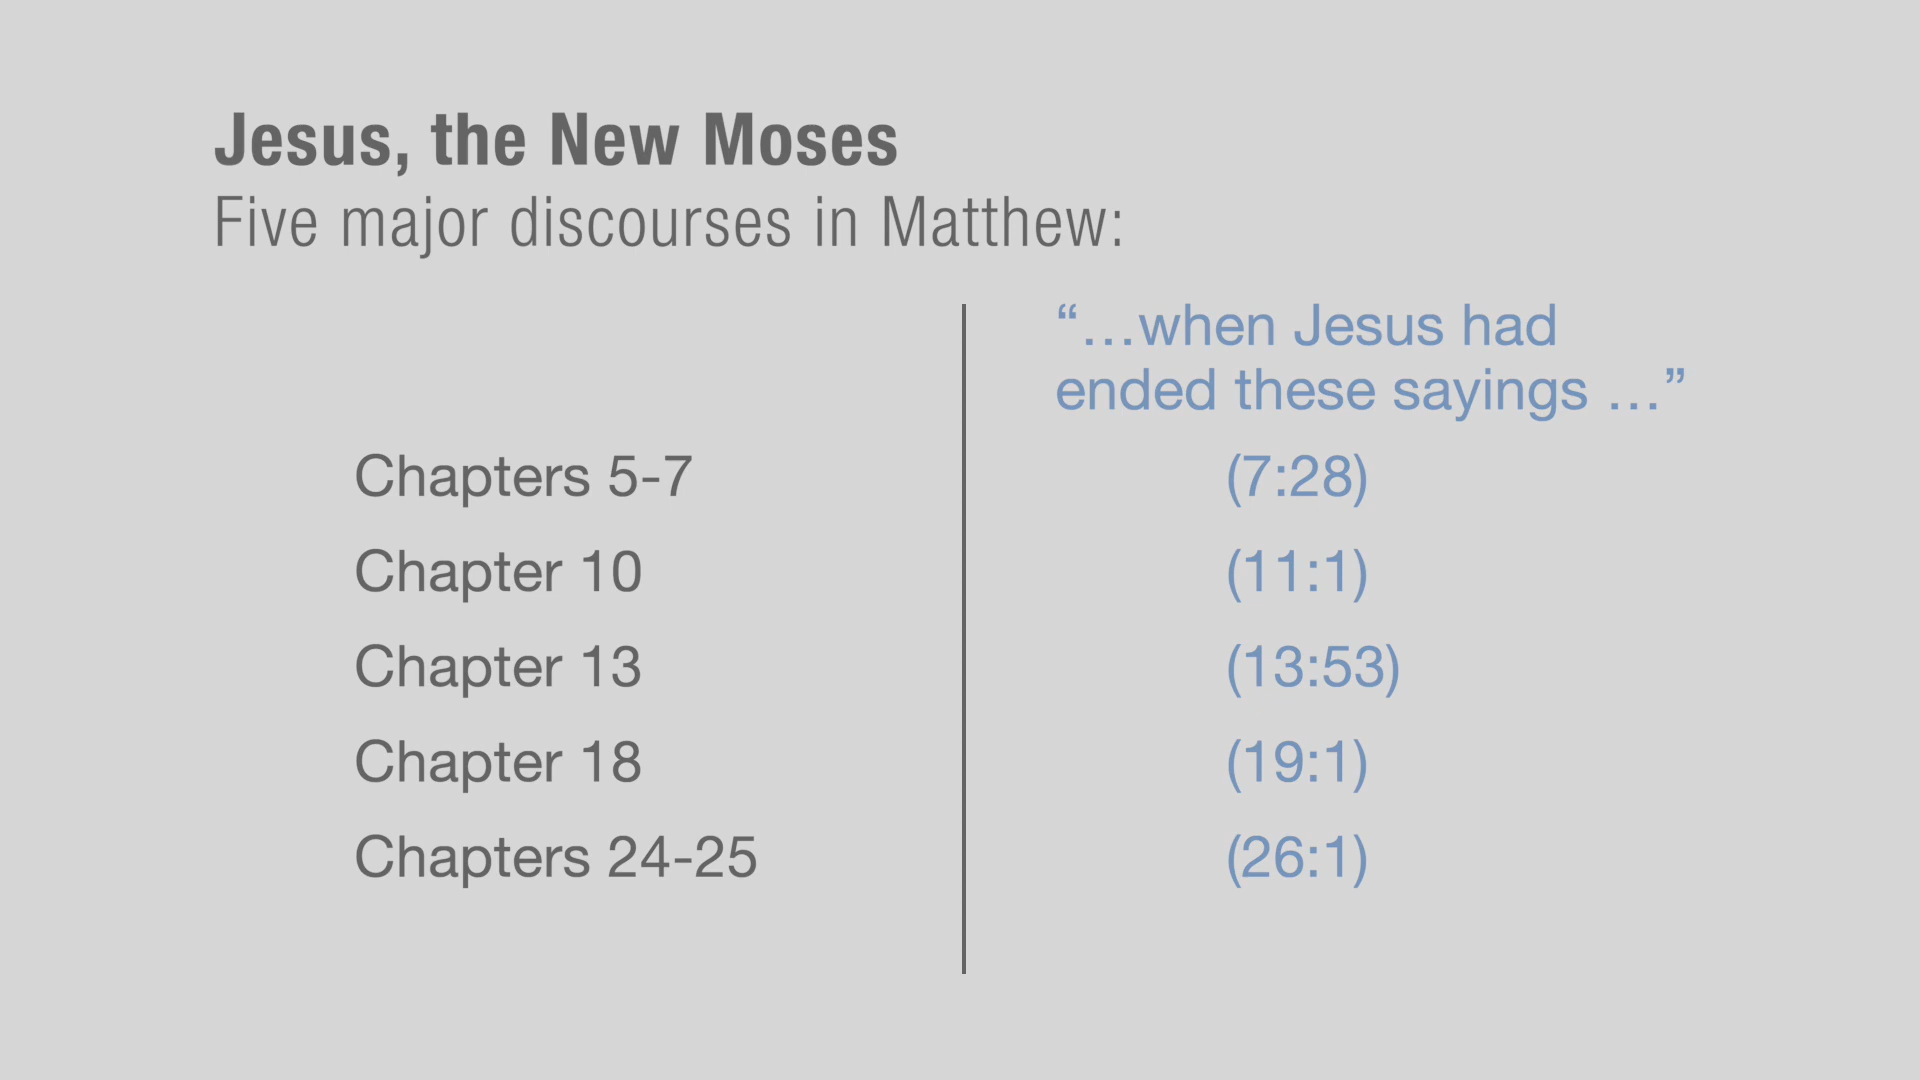 Jesus, the New Moses
Five major discourses in Matthew:
“…when Jesus had
ended these sayings …”
Chapters 5-7 (7:28)
Chapter 10 (11:1)
Chapter 13 (13:53)
Chapter 18 (19:1)
Chapters 24-25 (26:1)